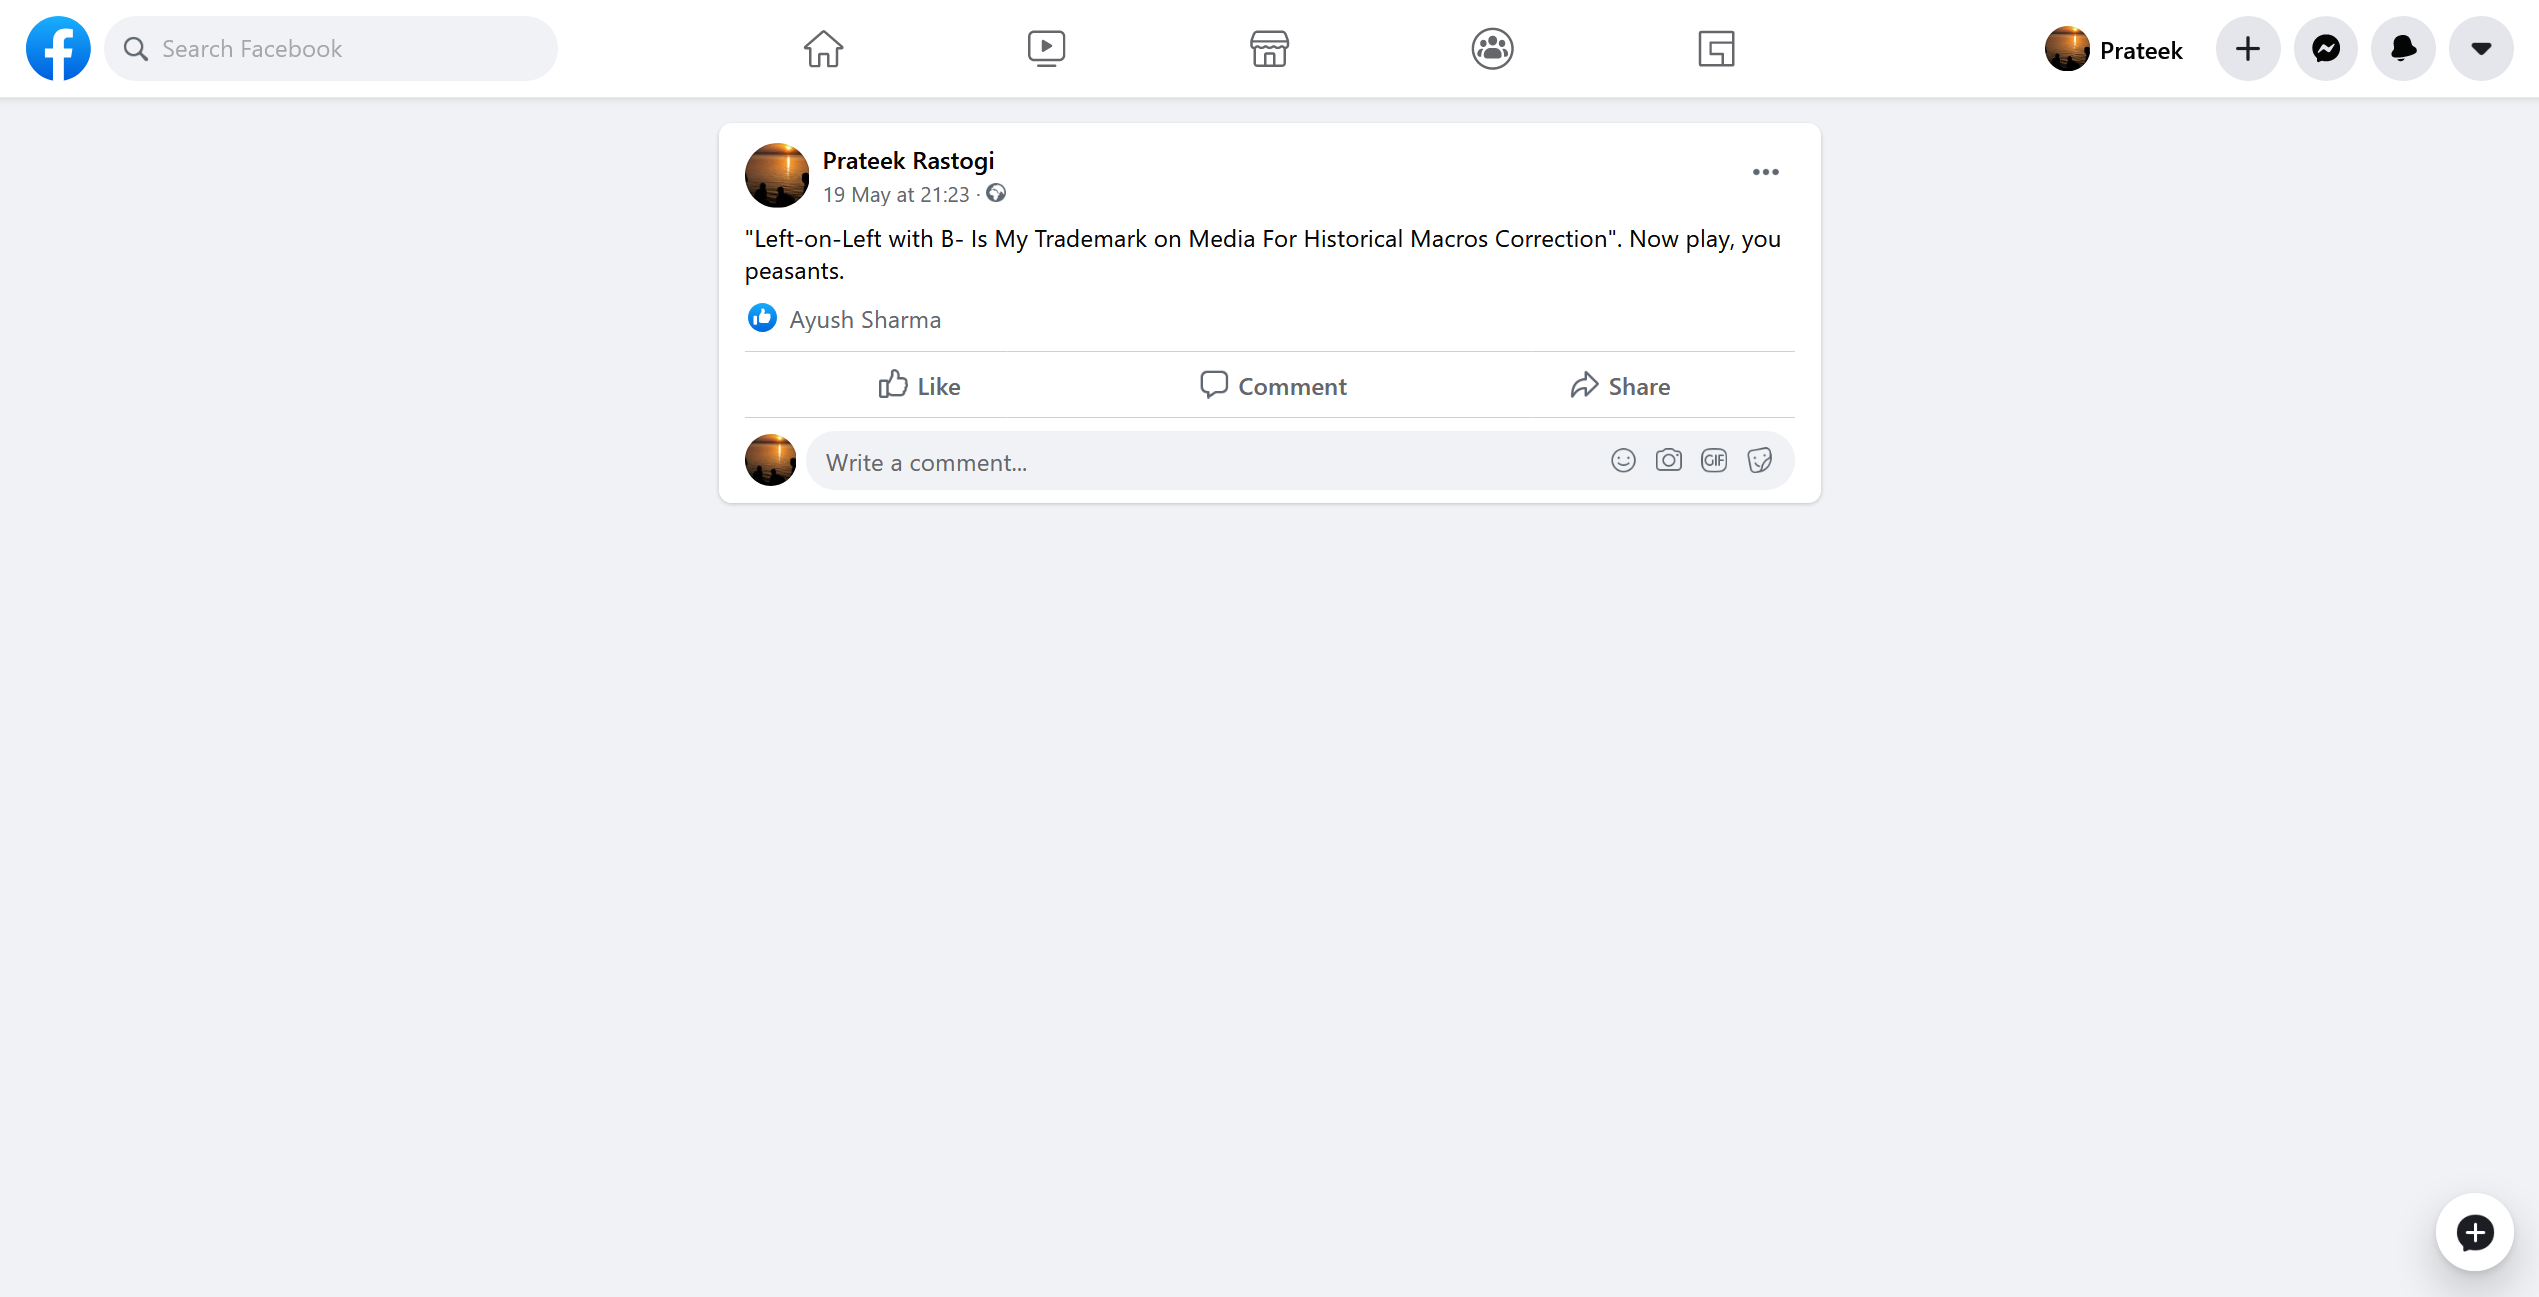 Search Facebook
Prateek
Prateek Rastogi
19 May at 21:23 ·
"Left-on-Left with B- Is My Trademark on Media For Historical Macros Correction". Now play, you
peasants.
Ayush Sharma
Like Comment Share
Write a comment...
GIF